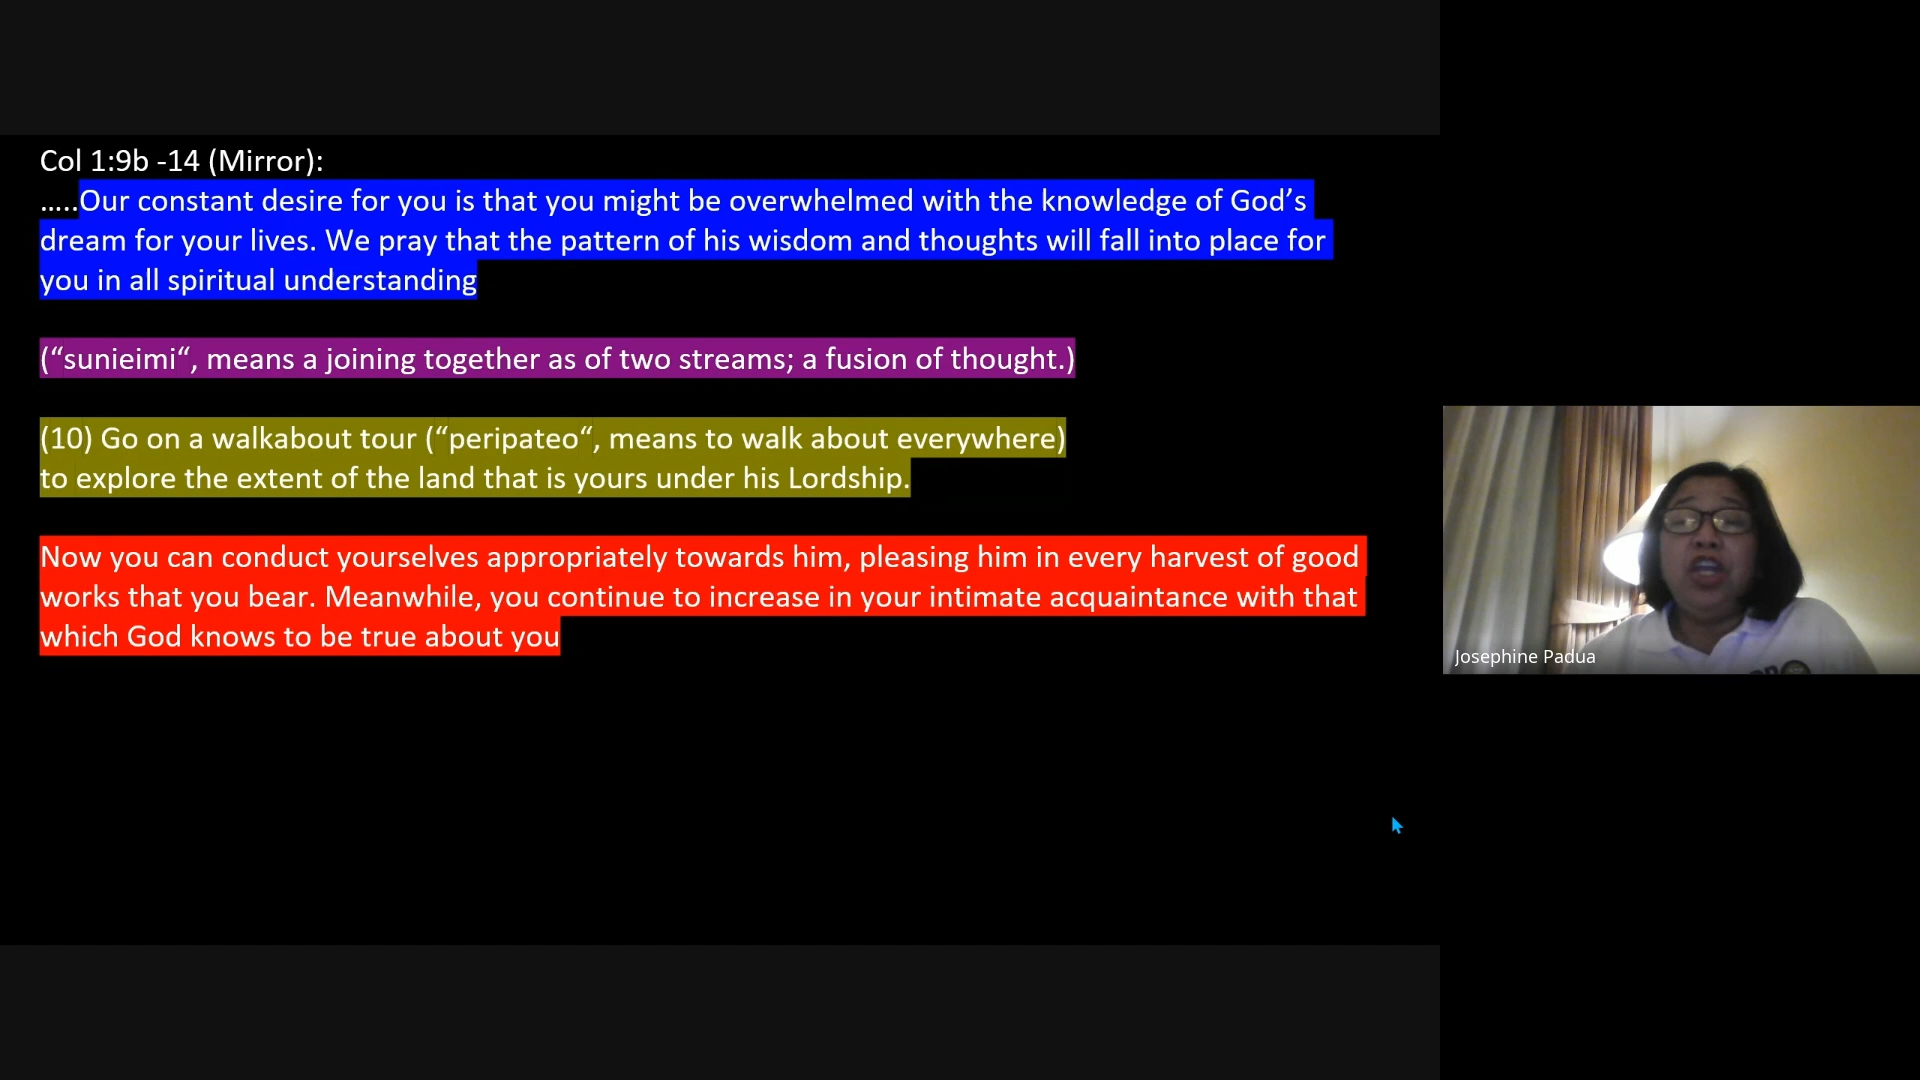 Col 1:9b -14 (Mirror):
.....Our constant desire for you is that you might be overwhelmed with the knowledge of God’s
dream for your lives. We pray that the pattern of his wisdom and thoughts will fall into place for
you in all spiritual understanding
(“sunieimi“, means a joining together as of two streams; a fusion of thought.)
(10) Go on a walkabout tour (“peripateo“, means to walk about everywhere)
to explore the extent of the land that is yours under his Lordship.
Now you can conduct yourselves appropriately towards him, pleasing him in every harvest of good
works that you bear. Meanwhile, you continue to increase in your intimate acquaintance with that
which God knows to be true about you
Josephine Padua